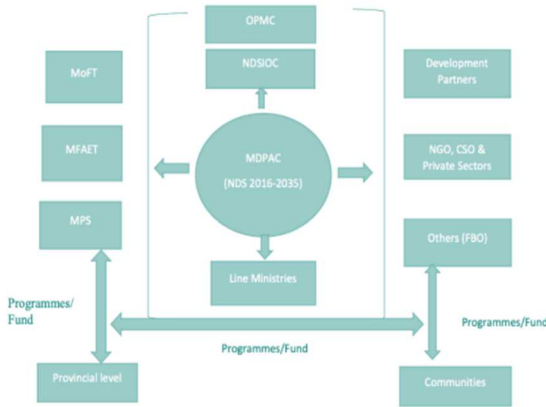 OPMC
MoFT
NDSIOC
Development
Partners
MFAET
MDPAC
(NDS 2016-2035)
NGO, CSO &
Private Sectors
MPS
Others (FBO)
Line Ministries
Programmes/
Fund
Programmes/Fund
Programmes/Fund
Provincial level
Communities